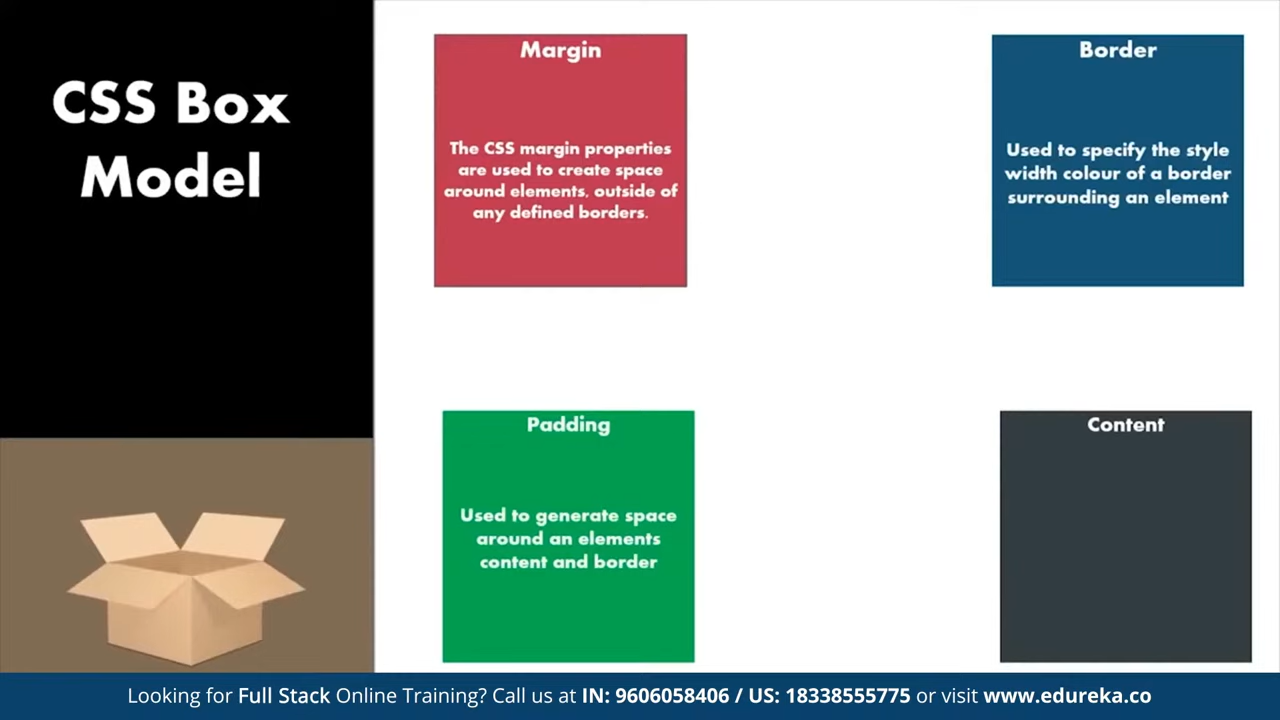 CSS Box
Model
Margin
The CSS margin properties
are used to create space
around elements, outside of
any defined borders.
Border
Used to specify the style
width colour of a border
surrounding an element
Padding
Used to generate space
around an elements
content and border
Content
Looking for Full Stack Online Training? Call us at IN: 9606058406 / US: 18338555775 or visit www.edureka.co